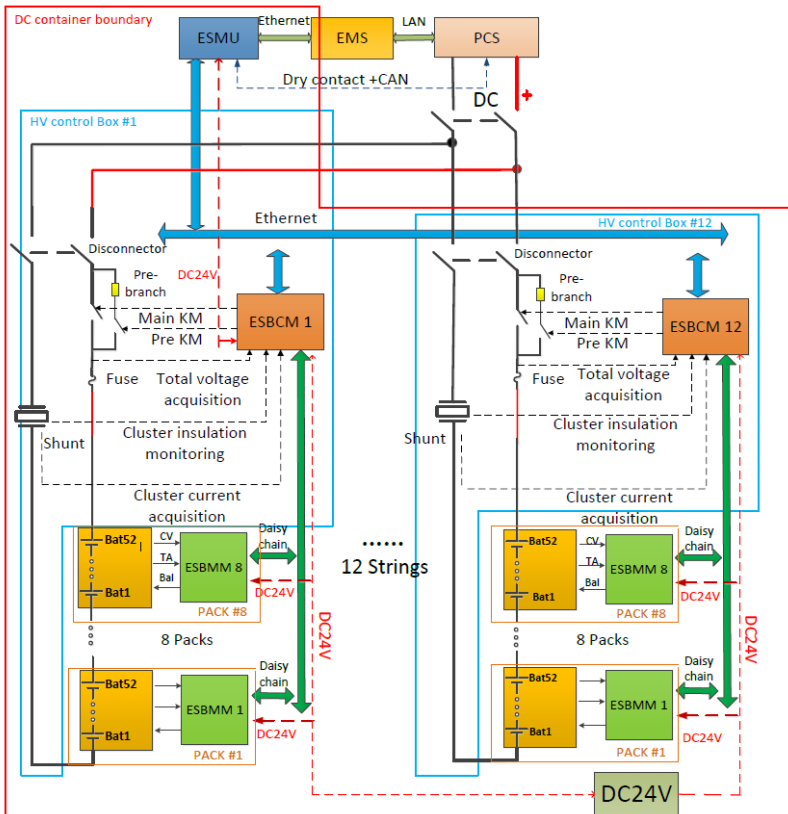 DC container boundary
Ethernet
LAN
ESMU
EMS
PCS
Dry contact +CAN
DC
+
HV control Box #1
Ethernet
HV control Box #12
Disconnector
Pre-
branch
DC24V
ESBCM 1
Main KM
Pre KM
Fuse
Total voltage
acquisition
Shunt
Cluster insulation
monitoring
Cluster current
acquisition
Disconnector
Pre-
branch
ESBCM 12
Main KM
Pre KM
Fuse
Total voltage
acquisition
Shunt
Cluster insulation
monitoring
Cluster current
acquisition
Bat52
CV
TA
Bal
Bat1
ESBMM 8
Daisy
chain
DC24V
PACK #8
8 Packs
DC24V
Bat52
Bat1
ESBMM 1
Daisy
chain
DC24V
PACK #1
......
12 Strings
Bat52
CV
TA
Bal
Bat1
ESBMM 8
Daisy
chain
DC24V
PACK #8
8 Packs
DC24V
Bat52
Bat1
ESBMM 1
Daisy
chain
DC24V
PACK #1
DC24V